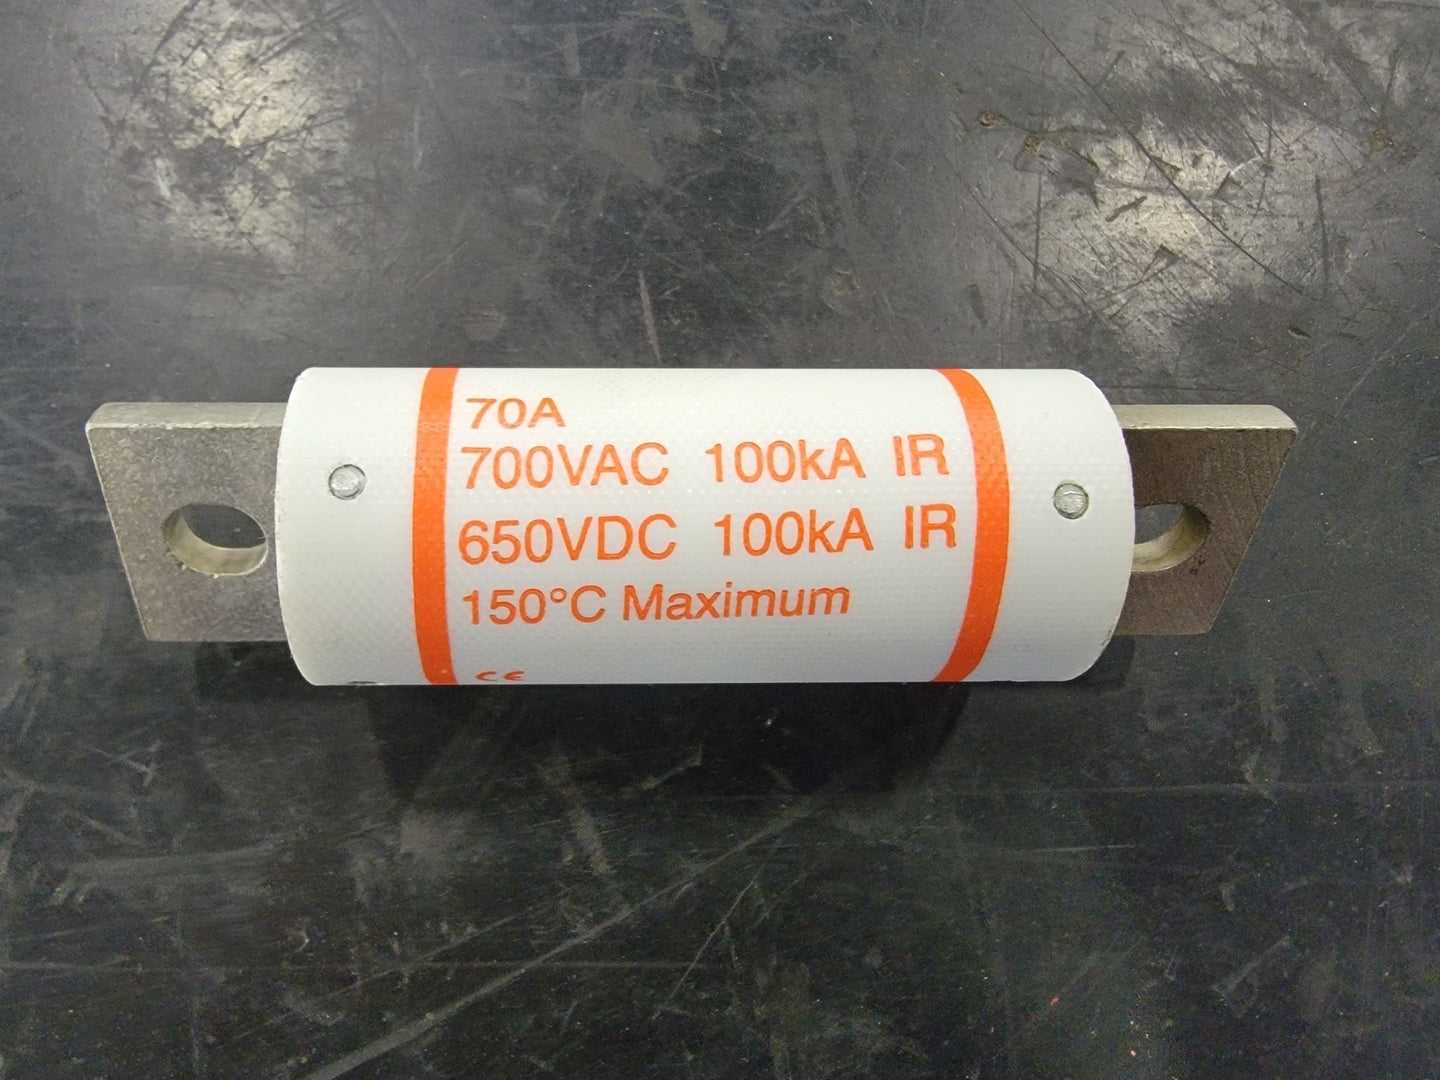 70A
700VAC 100kA IR
650VDC 100kA IR
150°C Maximum
CE